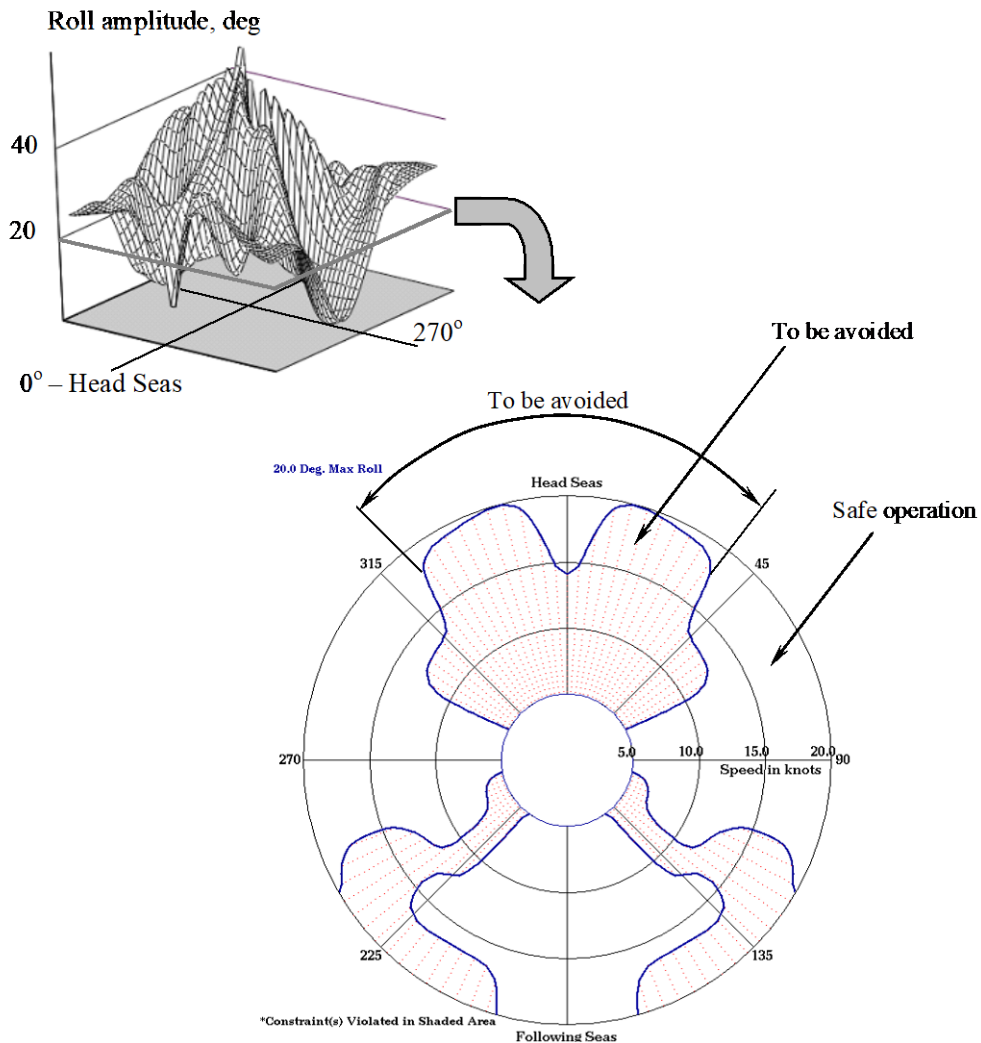 Roll amplitude, deg
40
20
270°
0° – Head Seas
To be avoided
To be avoided
20.0 Deg. Max Roll
Head Seas
Safe operation
315
45
270
5.0 10.0 15.0 20.0
90
Speed in knots
225
135
*Constraint(s) Violated in Shaded Area
Following Seas